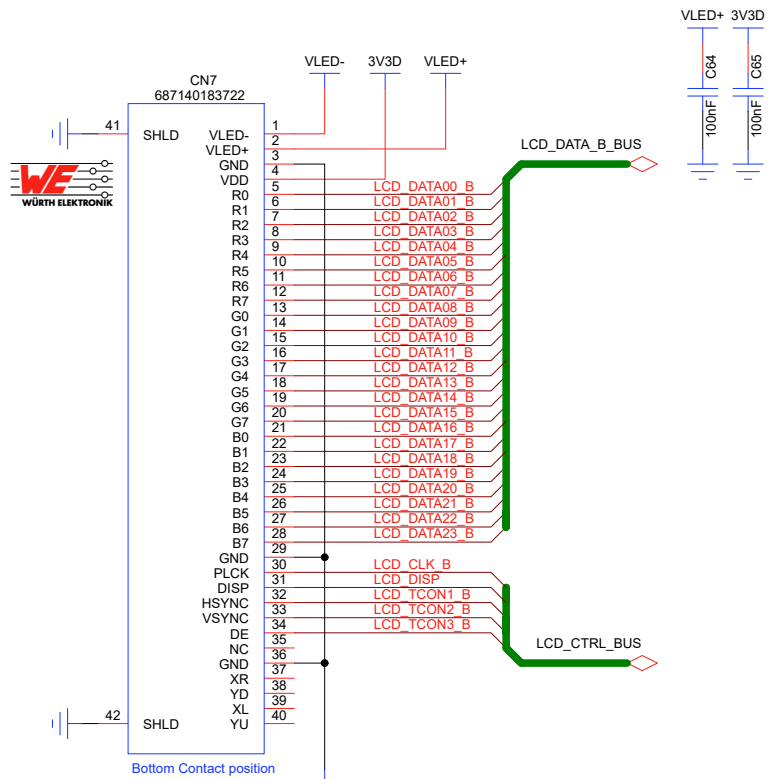 VLED+ 3V3D
C64
100nF
C65
100nF
VLED- 3V3D VLED+
CN7
687140183722
41 SHLD
WE
WÜRTH ELEKTRONIK
LCD_DATA_B_BUS
VLED- 1
VLED+ 2
GND 3
VDD 4
R0 5 LCD_DATA00_B
R1 6 LCD_DATA01_B
R2 7 LCD_DATA02_B
R3 8 LCD_DATA03_B
R4 9 LCD_DATA04_B
R5 10 LCD_DATA05_B
R6 11 LCD_DATA06_B
R7 12 LCD_DATA07_B
G0 13 LCD_DATA08_B
G1 14 LCD_DATA09_B
G2 15 LCD_DATA10_B
G3 16 LCD_DATA11_B
G4 17 LCD_DATA12_B
G5 18 LCD_DATA13_B
G6 19 LCD_DATA14_B
G7 20 LCD_DATA15_B
B0 21 LCD_DATA16_B
B1 22 LCD_DATA17_B
B2 23 LCD_DATA18_B
B3 24 LCD_DATA19_B
B4 25 LCD_DATA20_B
B5 26 LCD_DATA21_B
B6 27 LCD_DATA22_B
B7 28 LCD_DATA23_B
GND 29
PLCK 30 LCD_CLK_B
DISP 31 LCD_DISP
HSYNC 32 LCD_TCON1_B
VSYNC 33 LCD_TCON2_B
DE 34 LCD_TCON3_B
NC 35
GND 36
XR 37
YD 38
XL 39
YU 40
LCD_CTRL_BUS
42 SHLD
Bottom Contact position